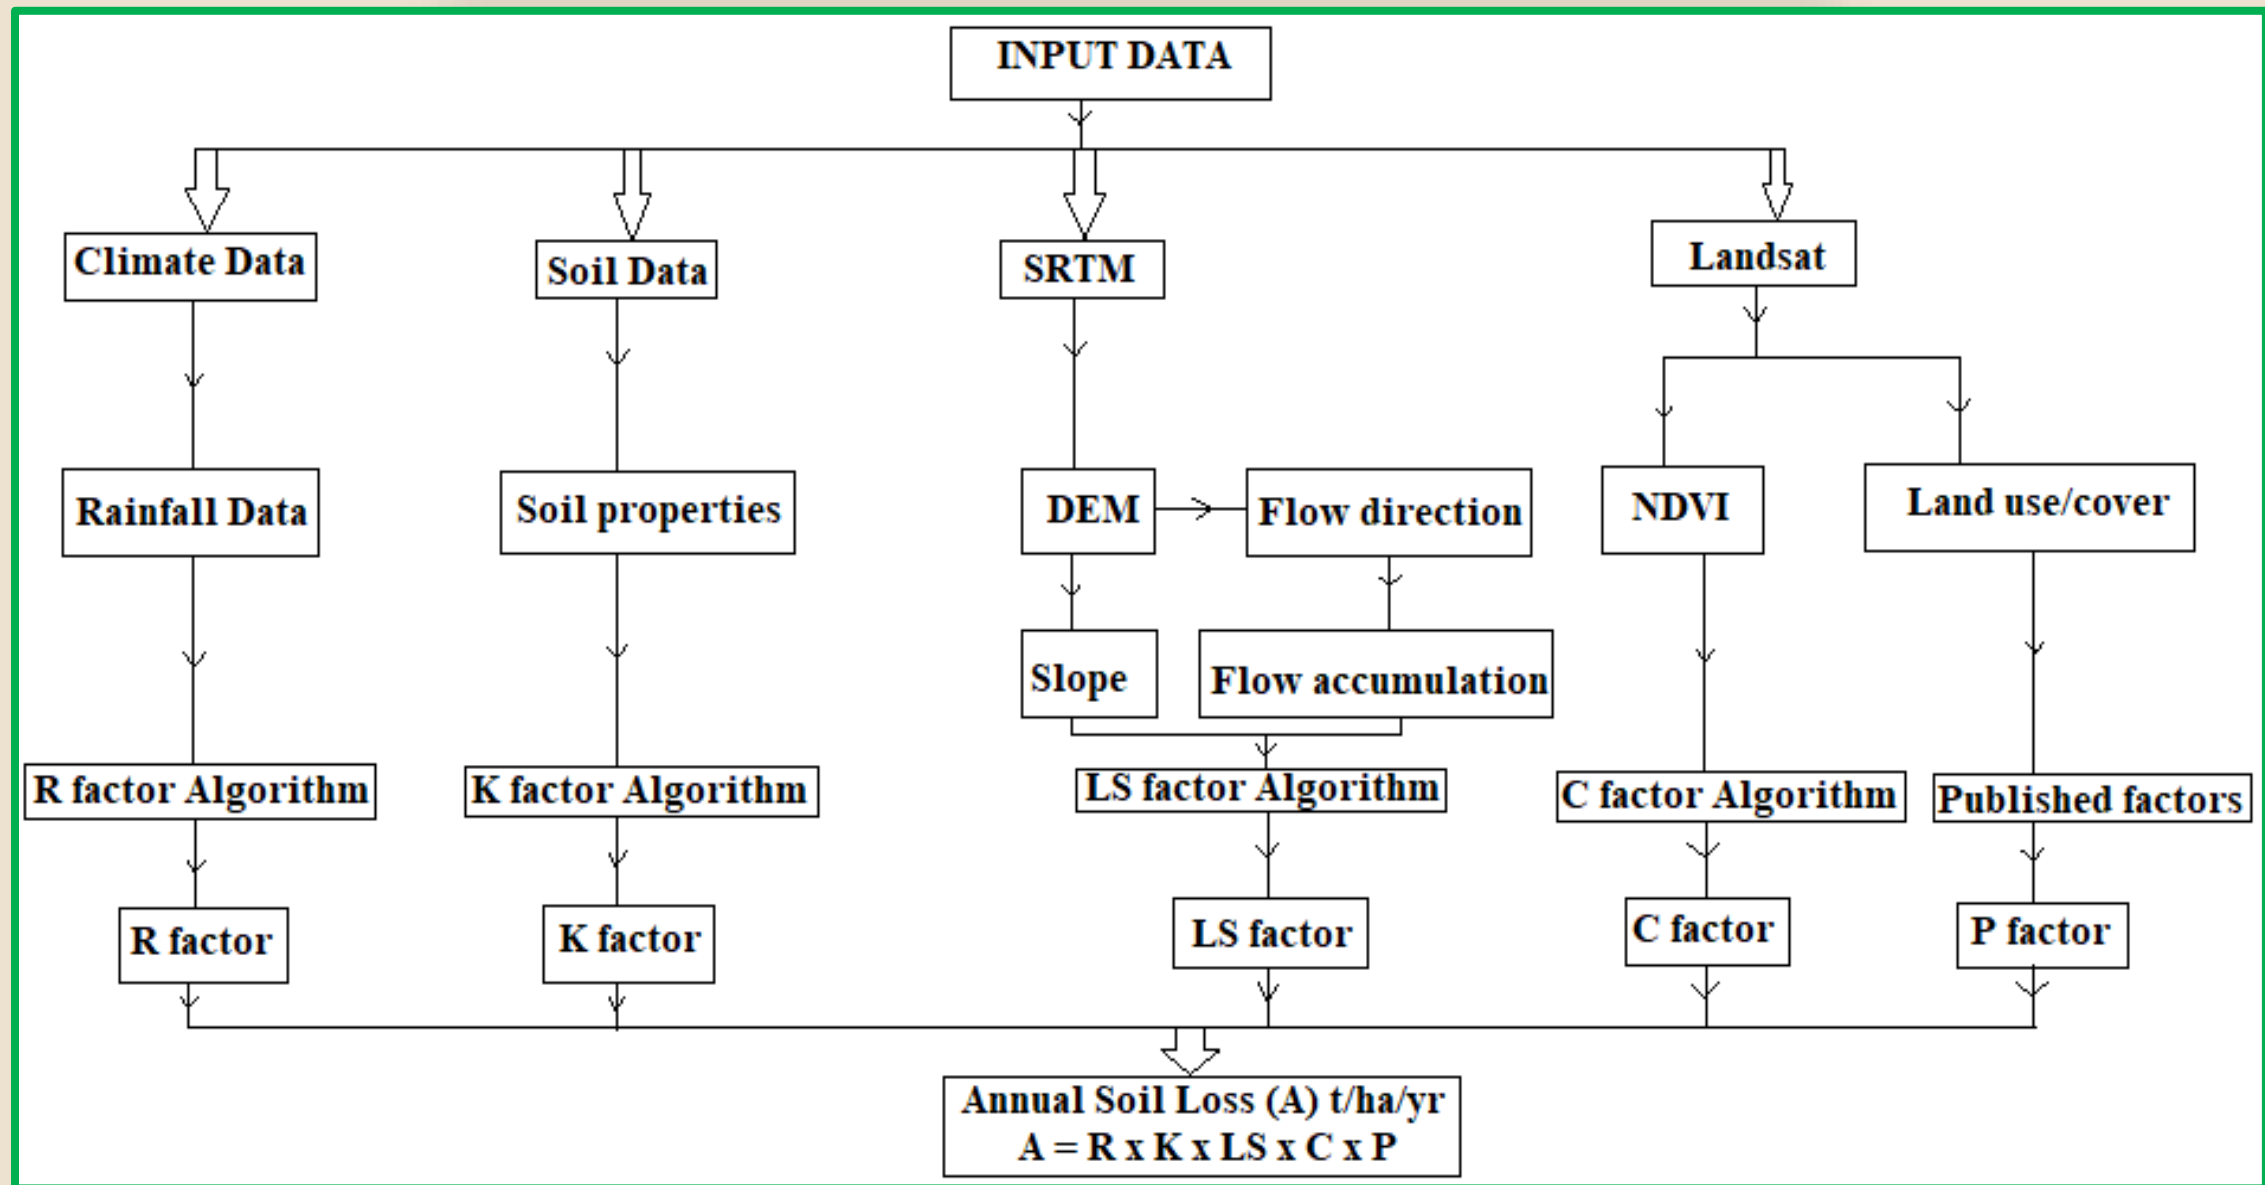 INPUT DATA
Climate Data
Soil Data
SRTM
Landsat
Rainfall Data
Soil properties
DEM
Flow direction
NDVI
Land use/cover
Slope
Flow accumulation
R factor Algorithm
K factor Algorithm
LS factor Algorithm
C factor Algorithm
Published factors
R factor
K factor
LS factor
C factor
P factor
Annual Soil Loss (A) t/ha/yr
A = R x K x LS x C x P